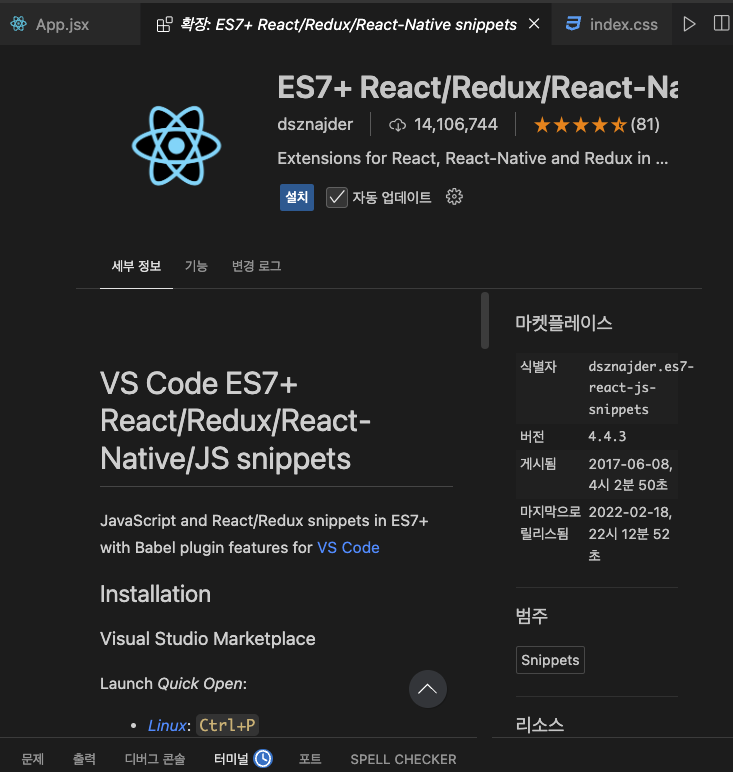 App.jsx
확장: ES7+ React/Redux/React-Native snippets
index.css
ES7+ React/Redux/React-Na
dsznajder
14,106,744
(81)
Extensions for React, React-Native and Redux in ...
설치
자동 업데이트
세부 정보
기능
변경 로그
VS Code ES7+
React/Redux/React-
Native/JS snippets
JavaScript and React/Redux snippets in ES7+
with Babel plugin features for VS Code
Installation
Visual Studio Marketplace
Launch Quick Open:
• Linux: Ctrl+P
마켓플레이스
식별자 dsznajder.es7-
react-js-
snippets
버전 4.4.3
게시됨 2017-06-08,
4시 2분 50초
마지막으로 2022-02-18,
릴리스됨 22시 12분 52
초
범주
Snippets
리소스
문제 출력 디버그 콘솔 터미널 포트 SPELL CHECKER